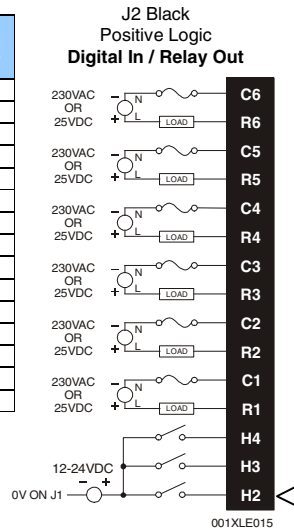 J2 Black
Positive Logic
Digital In / Relay Out
230VAC
OR
25VDC
– N
+ L
LOAD
C6
R6
230VAC
OR
25VDC
– N
+ L
LOAD
C5
R5
230VAC
OR
25VDC
– N
+ L
LOAD
C4
R4
230VAC
OR
25VDC
– N
+ L
LOAD
C3
R3
230VAC
OR
25VDC
– N
+ L
LOAD
C2
R2
230VAC
OR
25VDC
– N
+ L
LOAD
C1
R1
H4
H3
12-24VDC
– +
0V ON J1
H2
001XLE015